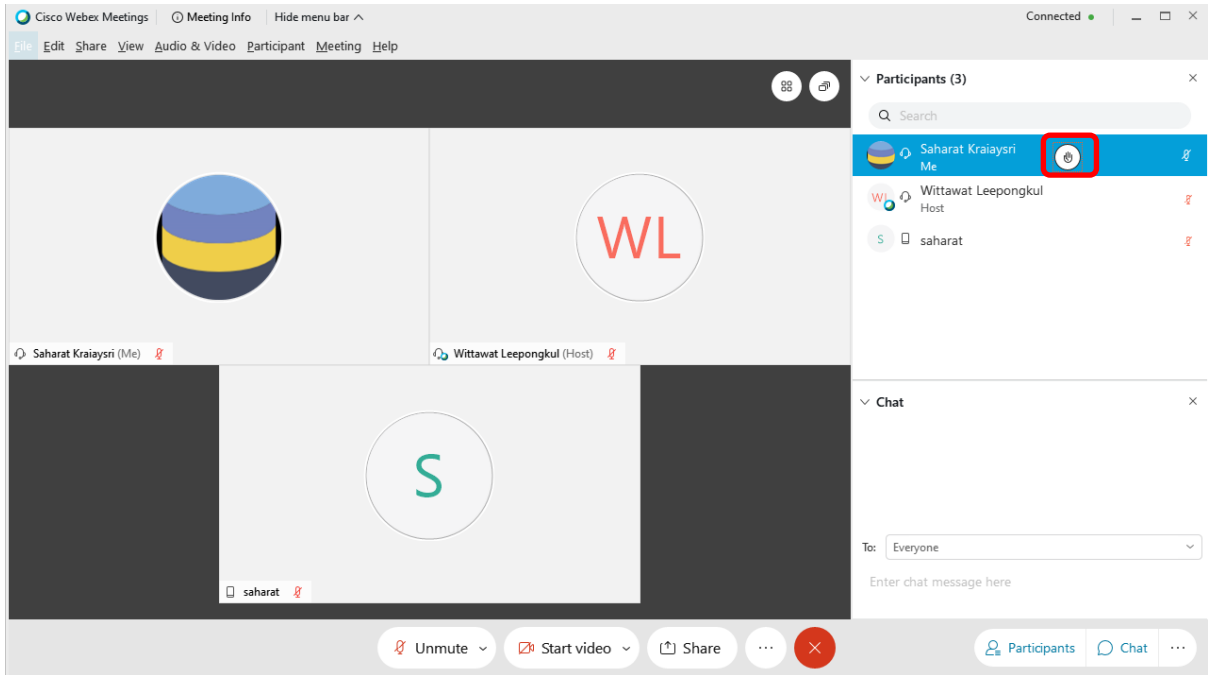 Cisco Webex Meetings Meeting Info Hide menu bar Connected
File Edit Share View Audio & Video Participant Meeting Help
Participants (3)
Search
Saharat Kraiaysri
Me
WL Wittawat Leepongkul
Host
S saharat
WL
Saharat Kraiaysri (Me) Wittawat Leepongkul (Host)
S
saharat
Chat
To: Everyone
Enter chat message here
Unmute Start video Share ... Participants Chat ...